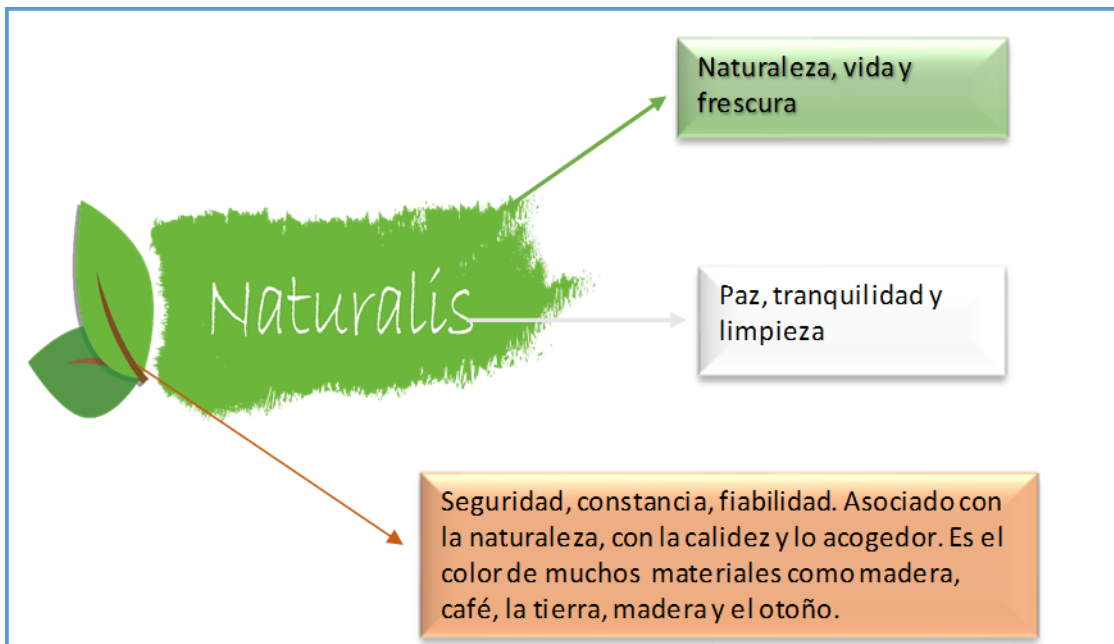 Naturaleza, vida y
frescura
Naturalis
Paz, tranquilidad y
limpieza
Seguridad, constancia, fiabilidad. Asociado con
la naturaleza, con la calidez y lo acogedor. Es el
color de muchos materiales como madera,
café, la tierra, madera y el otoño.